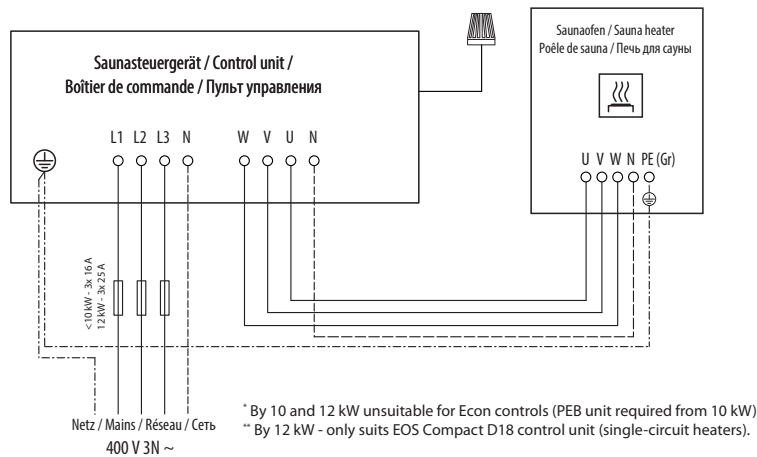 Saunasteuergerät / Control unit /
Boîtier de commande / Пульт управления
L1 L2 L3 N W V U N
Saunaofen / Sauna heater
Poêle de sauna / Печь для сауны
U V W N PE (Gr)
<10 kW - 3x 16 A
12 kW - 3x 25 A
Netz / Mains / Réseau / Сеть
400 V 3N ~
* By 10 and 12 kW unsuitable for Econ controls (PEB unit required from 10 kW)
** By 12 kW - only suits EOS Compact D18 control unit (single-circuit heaters).